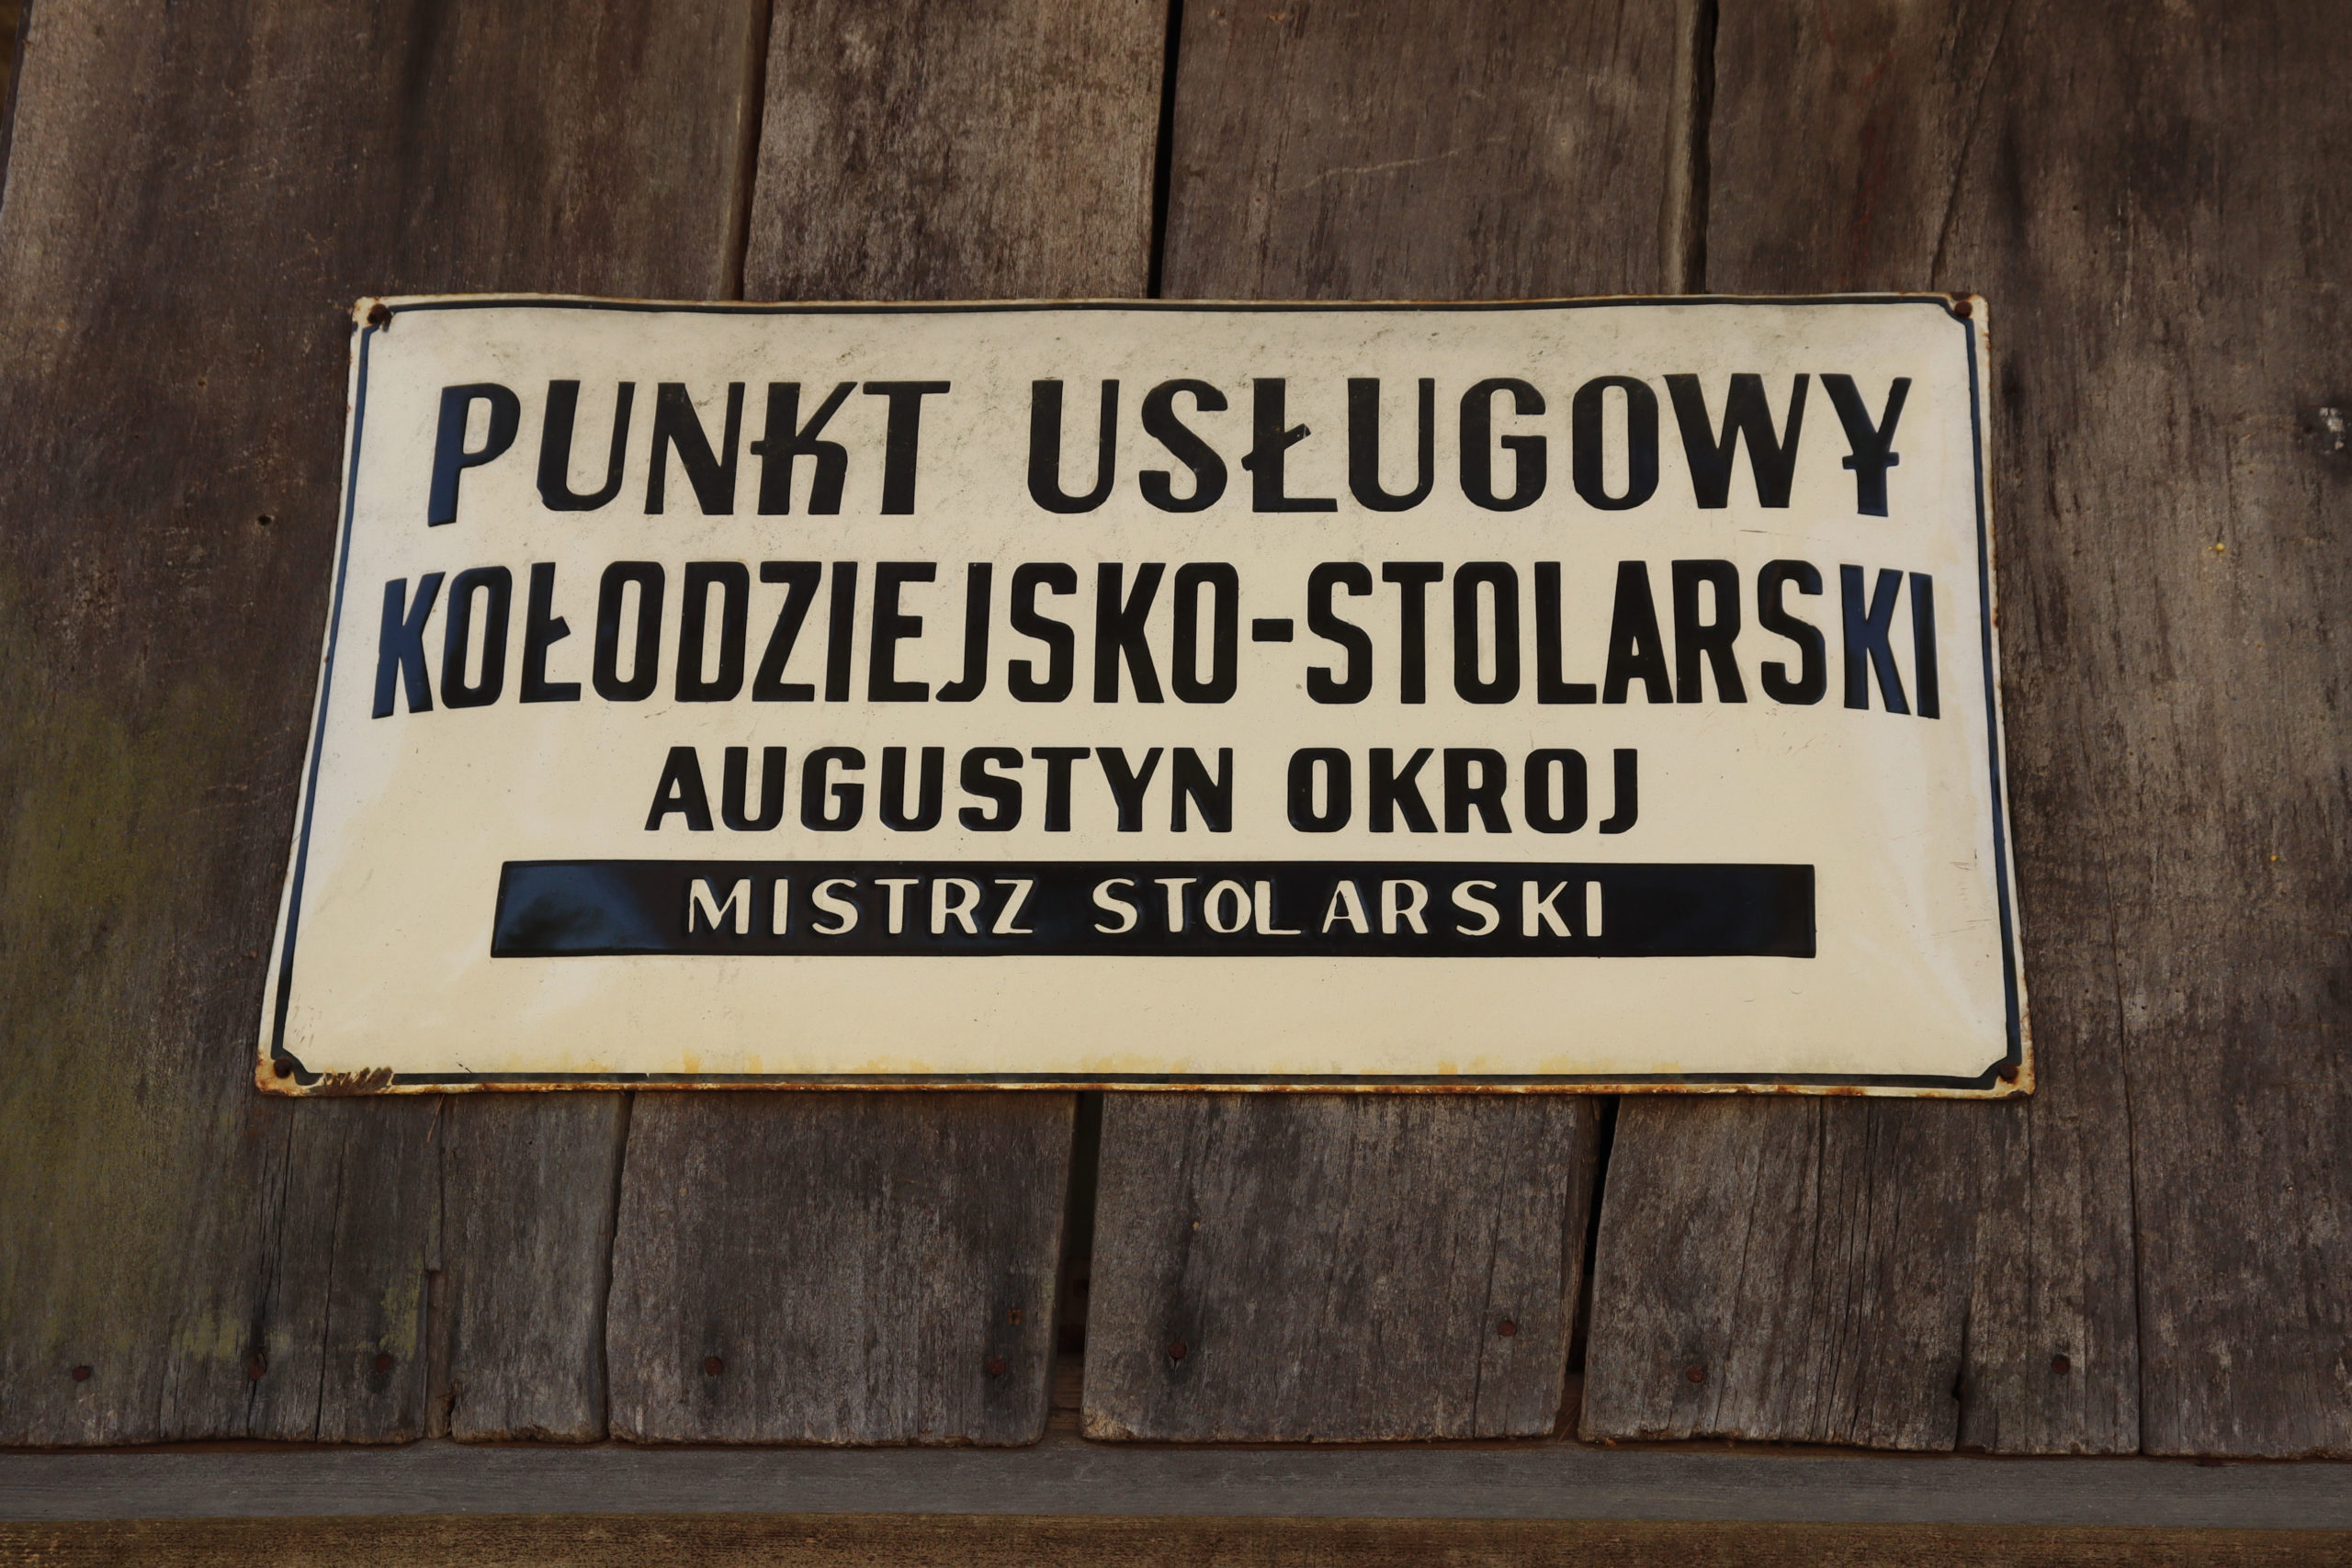 PUNKT USŁUGOWY
KOŁODZIEJSKO-STOLARSKI
AUGUSTYN OKROJ
MISTRZ STOLARSKI